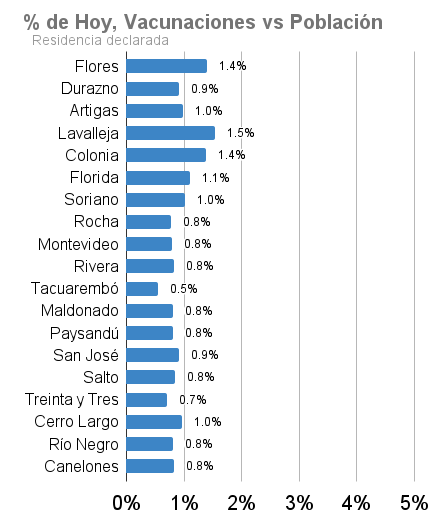 % de Hoy, Vacunaciones vs Población
Residencia declarada
Flores 1.4%
Durazno 0.9%
Artigas 1.0%
Lavalleja 1.5%
Colonia 1.4%
Florida 1.1%
Soriano 1.0%
Rocha 0.8%
Montevideo 0.8%
Rivera 0.8%
Tacuarembó 0.5%
Maldonado 0.8%
Paysandú 0.8%
San José 0.9%
Salto 0.8%
Treinta y Tres 0.7%
Cerro Largo 1.0%
Río Negro 0.8%
Canelones 0.8%
0% 1% 2% 3% 4% 5%